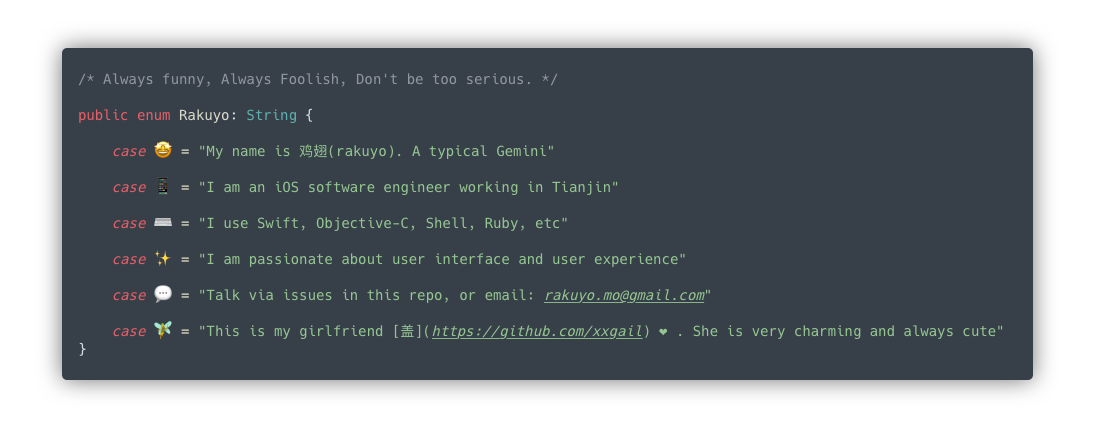 /* Always funny, Always Foolish, Don't be too serious. */
public enum Rakuyo: String {
case 🤩 = "My name is 鸡翅(rakuyo). A typical Gemini"
case 📱 = "I am an iOS software engineer working in Tianjin"
case ⌨️ = "I use Swift, Objective-C, Shell, Ruby, etc"
case ✨ = "I am passionate about user interface and user experience"
case 💬 = "Talk via issues in this repo, or email: rakuyo.mo@gmail.com"
case 🧚 = "This is my girlfriend [盖](https://github.com/xxgail) ❤ . She is very charming and always cute"
}